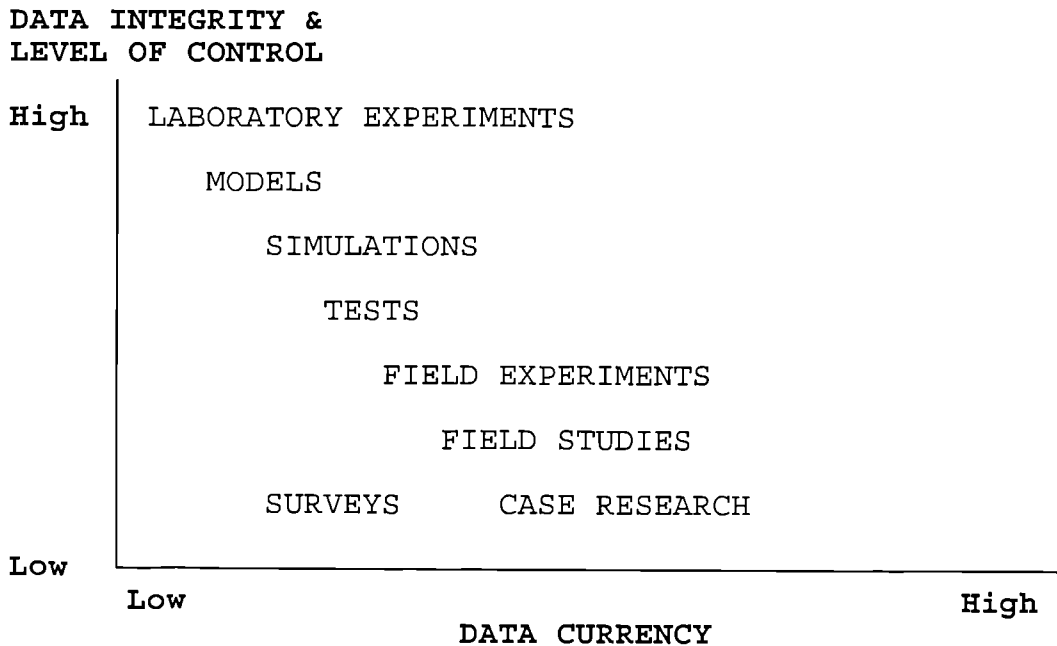 DATA INTEGRITY &
LEVEL OF CONTROL
High LABORATORY EXPERIMENTS
MODELS
SIMULATIONS
TESTS
FIELD EXPERIMENTS
FIELD STUDIES
SURVEYS CASE RESEARCH
Low
Low High
DATA CURRENCY